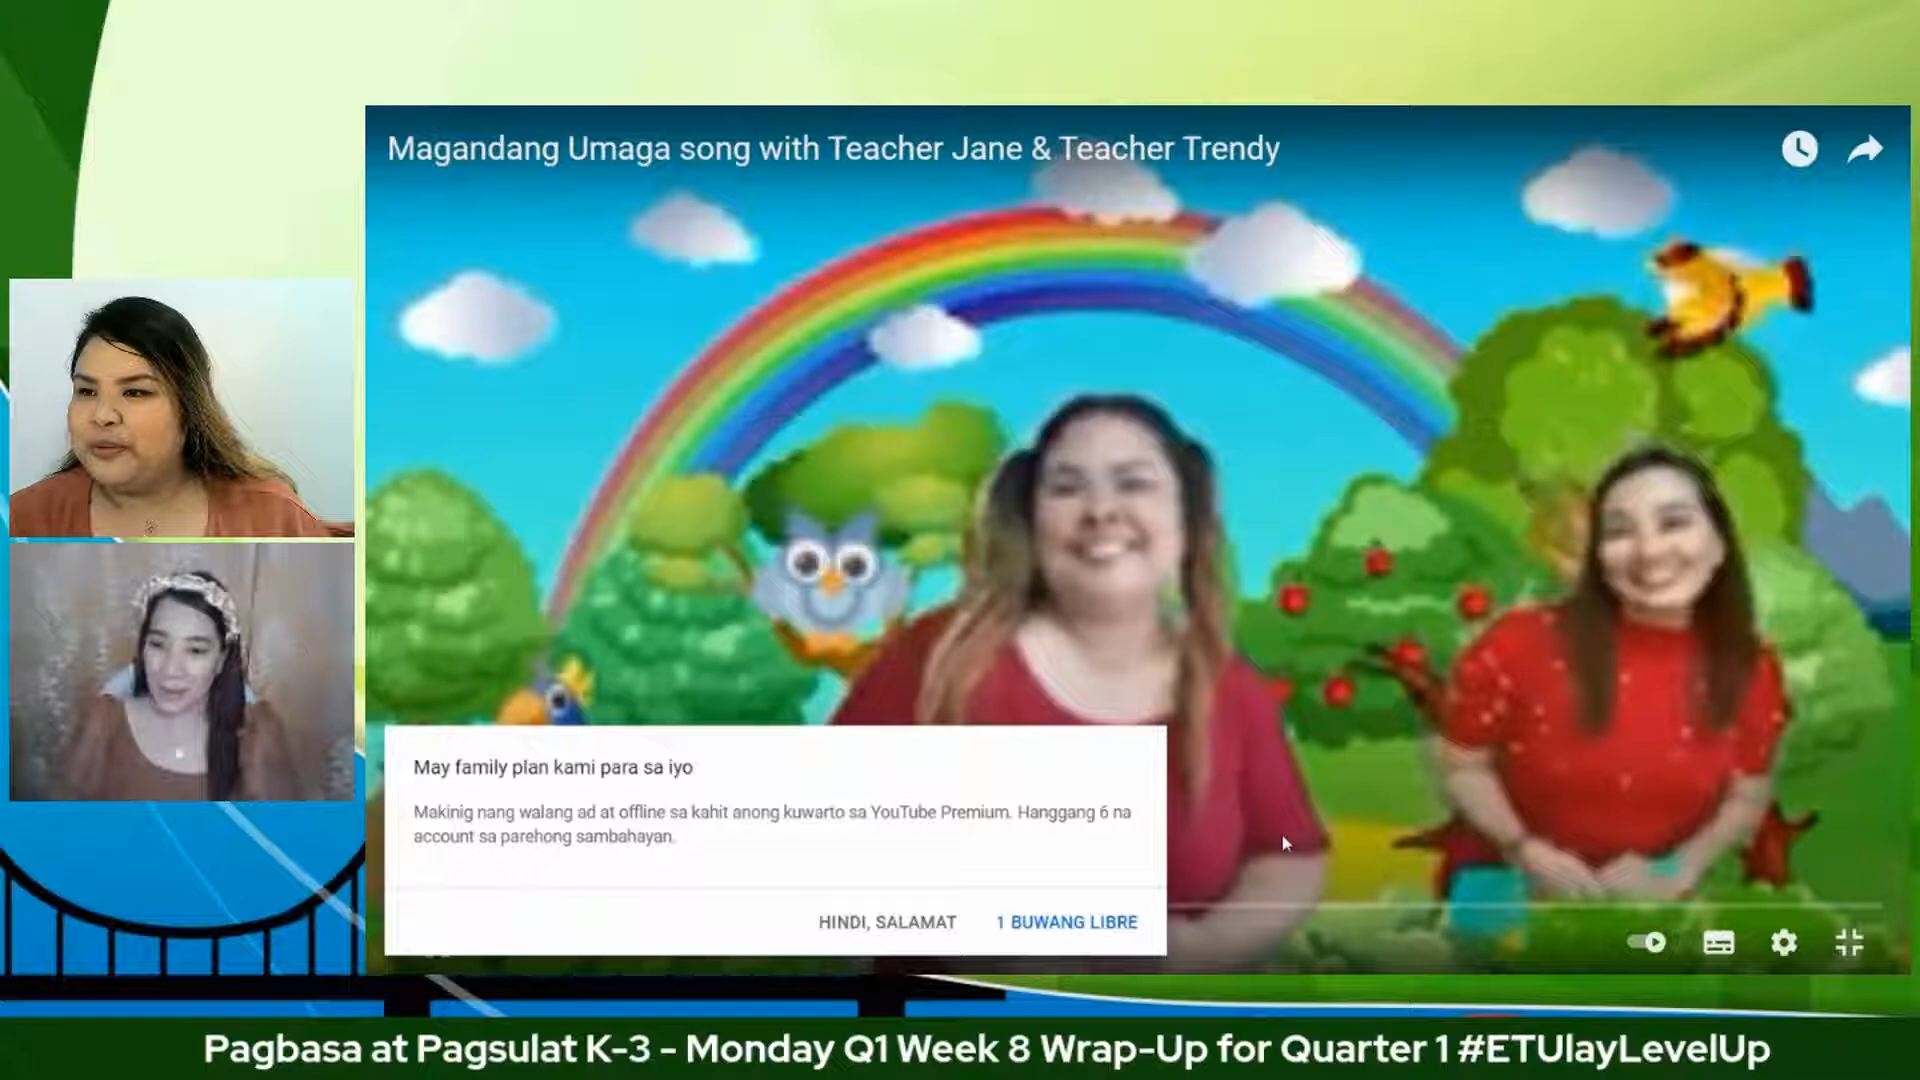 Magandang Umaga song with Teacher Jane & Teacher Trendy
May family plan kami para sa iyo
Makinig nang walang ad at offline sa kahit anong kuwarto sa YouTube Premium. Hanggang 6 na
account sa parehong sambahayan.
HINDI, SALAMAT
1 BUWANG LIBRE
Pagbasa at Pagsulat K-3 - Monday Q1 Week 8 Wrap-Up for Quarter 1 #ETUlayLevelUp